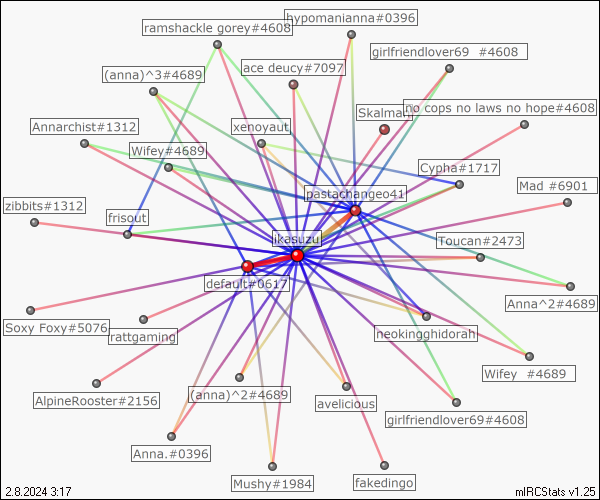 hypomanianna#0396
ramshackle gorey#4608
girlfriendlover69 #4608
ace deucy#7097
(anna)^3#4689
Skalman
no cops no laws no hope#4608
Annarchist#1312
xenoyaut
Wifey#4689
Cypha#1717
Mad #6901
pastachangeo41
zibbits#1312
frisout
ikasuzu
Toucan#2473
default#0617
Anna^2#4689
Soxy Foxy#5076
rattgaming
neokingghidorah
Wifey #4689
(anna)^2#4689
AlpineRooster#2156
avelicious
girlfriendlover69#4608
Anna.#0396
Mushy#1984
fakedingo
2.8.2024 3:17
mIRCStats v1.25